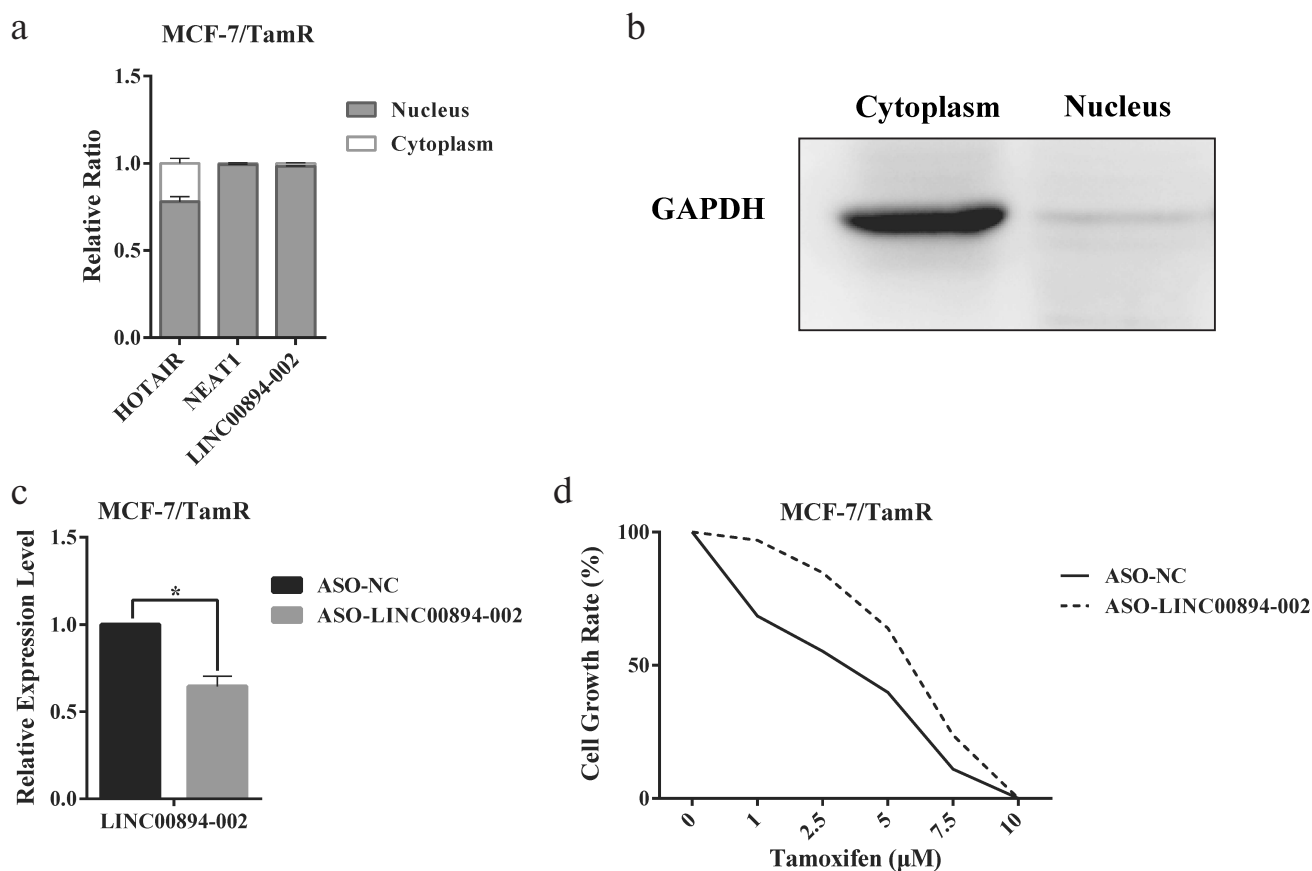 a
MCF-7/TamR
Relative Ratio
1.5
1.0
0.5
0.0
HOTAIR
NEAT1
LINC00894-002
Nucleus
Cytoplasm
b
Cytoplasm Nucleus
GAPDH
c
MCF-7/TamR
Relative Expression Level
1.5
1.0
0.5
0.0
*
LINC00894-002
ASO-NC
ASO-LINC00894-002
d
MCF-7/TamR
Cell Growth Rate (%)
100
50
0
0 1 2.5 5 7.5 10
Tamoxifen (μM)
ASO-NC
ASO-LINC00894-002